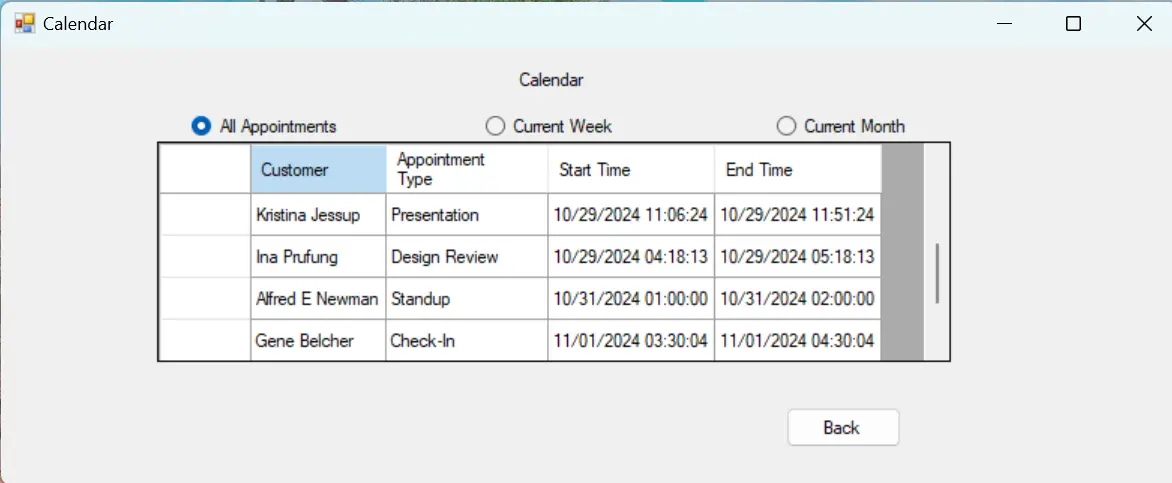 Calendar
Calendar
All Appointments Current Week Current Month
Customer Appointment Type Start Time End Time
Kristina Jessup Presentation 10/29/2024 11:06:24 10/29/2024 11:51:24
Ina Prufung Design Review 10/29/2024 04:18:13 10/29/2024 05:18:13
Alfred E Newman Standup 10/31/2024 01:00:00 10/31/2024 02:00:00
Gene Belcher Check-In 11/01/2024 03:30:04 11/01/2024 04:30:04
Back